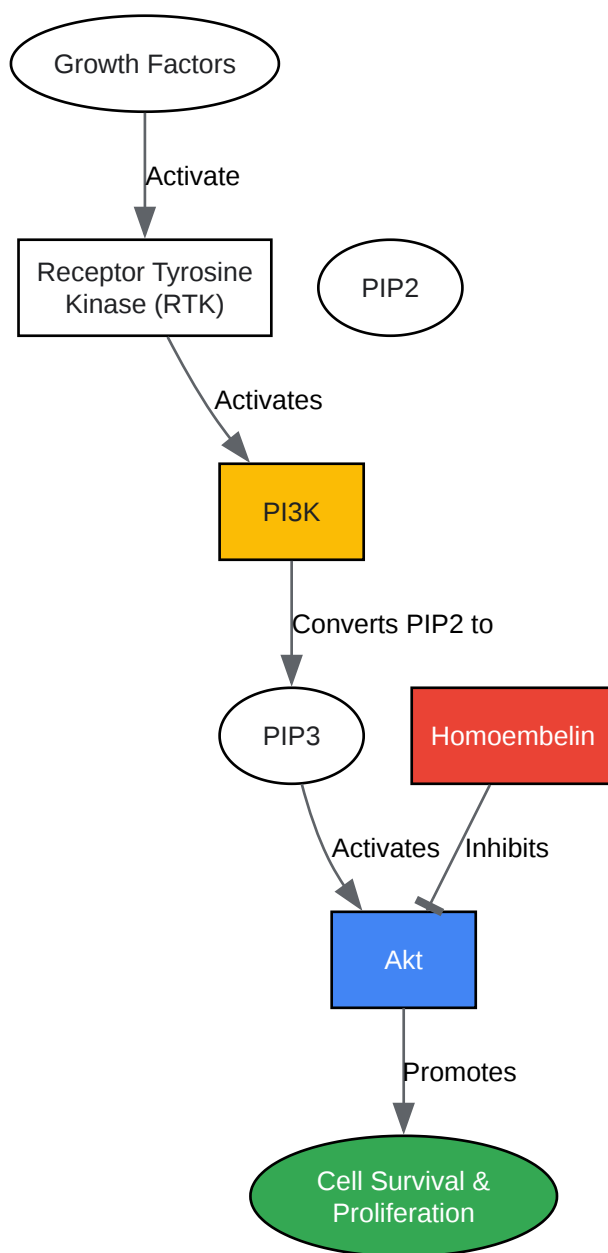 Growth Factors
Activate
Receptor Tyrosine
Kinase (RTK)
PIP2
Activates
PI3K
Converts PIP2 to
PIP3
Homoembelin
Activates
Inhibits
Akt
Promotes
Cell Survival &
Proliferation